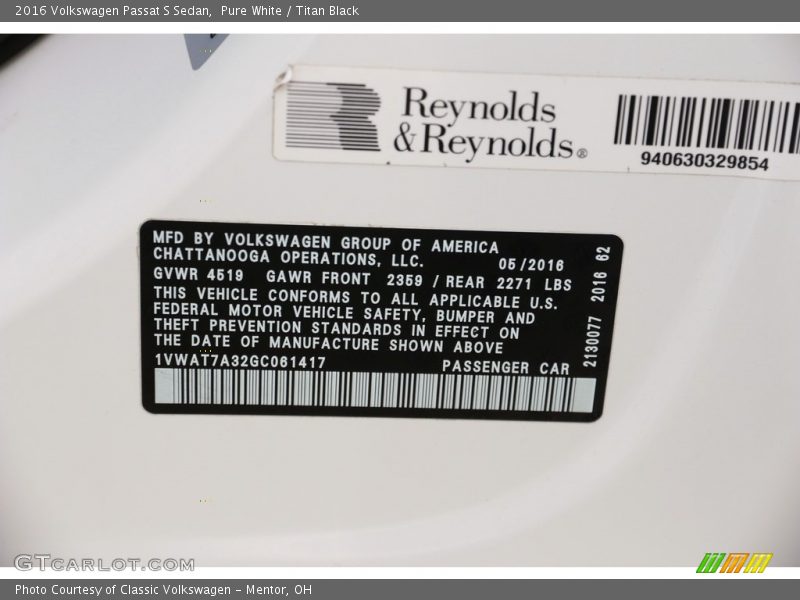 2016 Volkswagen Passat S Sedan,  Pure White / Titan Black
Reynolds
&Reynolds®
940630329854
MFD BY VOLKSWAGEN GROUP OF AMERICA
CHATTANOOGA OPERATIONS, LLC. 05/2016
GVWR 4519 GAWR FRONT 2359 / REAR 2271 LBS
THIS VEHICLE CONFORMS TO ALL APPLICABLE U.S.
FEDERAL MOTOR VEHICLE SAFETY, BUMPER AND
THEFT PREVENTION STANDARDS IN EFFECT ON
THE DATE OF MANUFACTURE SHOWN ABOVE
1VWAT7A32GC061417 PASSENGER CAR
2130077 2016 62
GTCARLOT.COM
Photo Courtesy of Classic Volkswagen - Mentor, OH